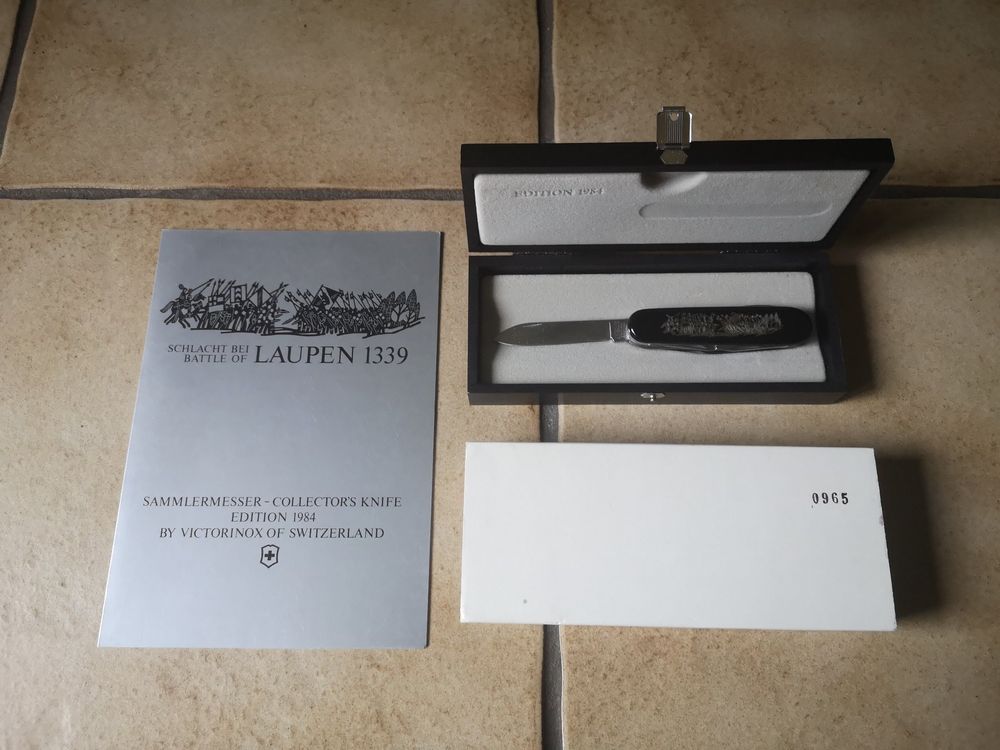 SCHLACHT BEI
BATTLE OF LAUPEN 1339
SAMMLERMESSER - COLLECTOR'S KNIFE
EDITION 1984
BY VICTORINOX OF SWITZERLAND
EDITION 1984
0965